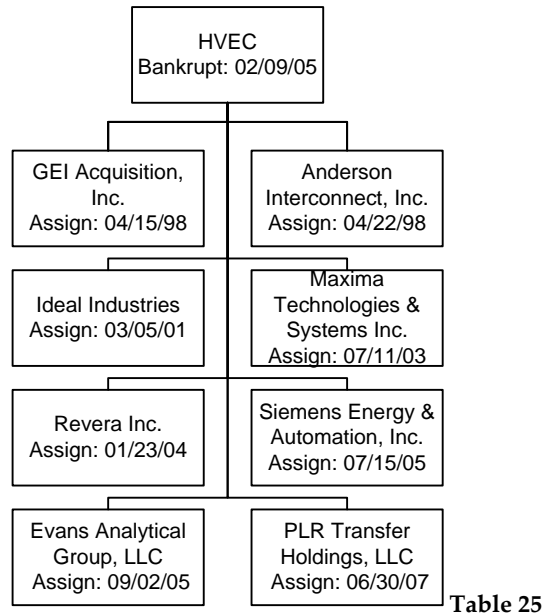 HVEC
Bankrupt: 02/09/05
GEI Acquisition,
Inc.
Assign: 04/15/98
Anderson
Interconnect, Inc.
Assign: 04/22/98
Ideal Industries
Assign: 03/05/01
Maxima
Technologies &
Systems Inc.
Assign: 07/11/03
Revera Inc.
Assign: 01/23/04
Siemens Energy &
Automation, Inc.
Assign: 07/15/05
Evans Analytical
Group, LLC
Assign: 09/02/05
PLR Transfer
Holdings, LLC
Assign: 06/30/07
Table 25